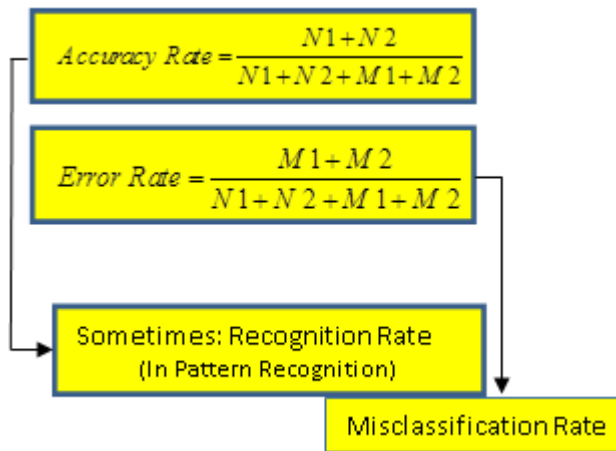 Accuracy Rate = N1+N2 / N1+N2+M1+M2
Error Rate = M1+M2 / N1+N2+M1+M2
Sometimes: Recognition Rate
(In Pattern Recognition)
Misclassification Rate